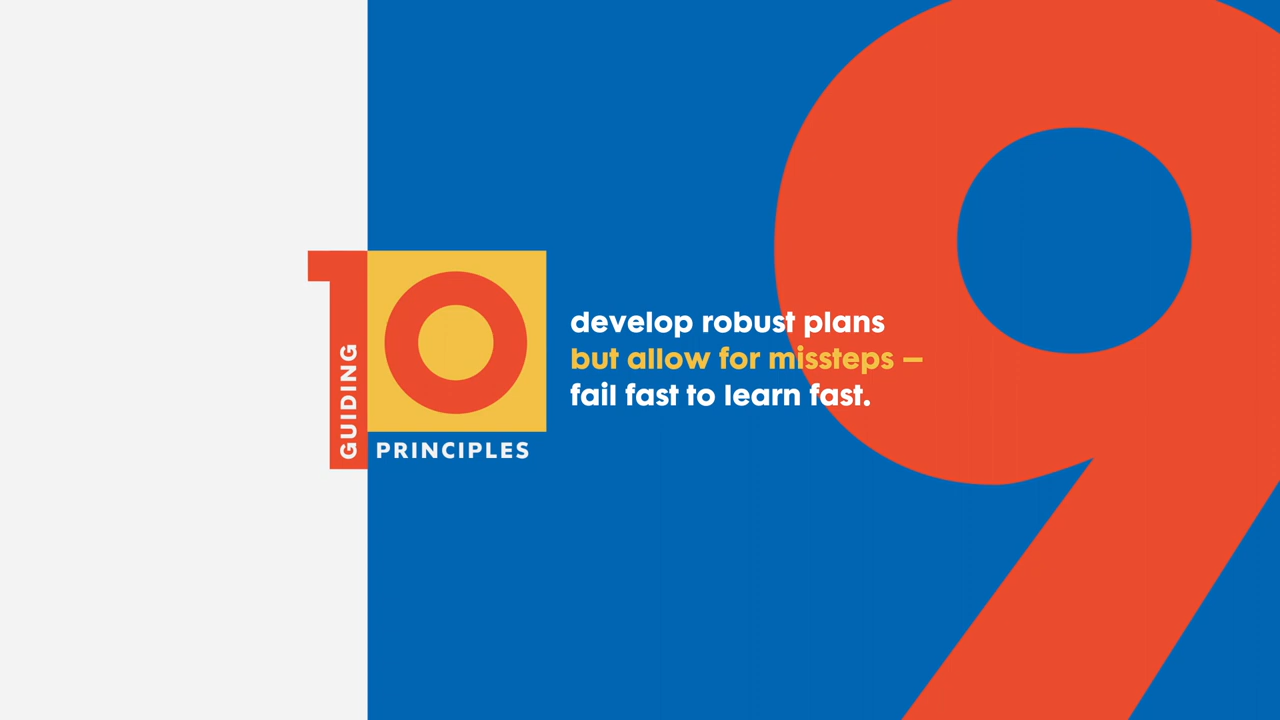 10
GUIDING
PRINCIPLES
develop robust plans
but allow for missteps —
fail fast to learn fast.
9